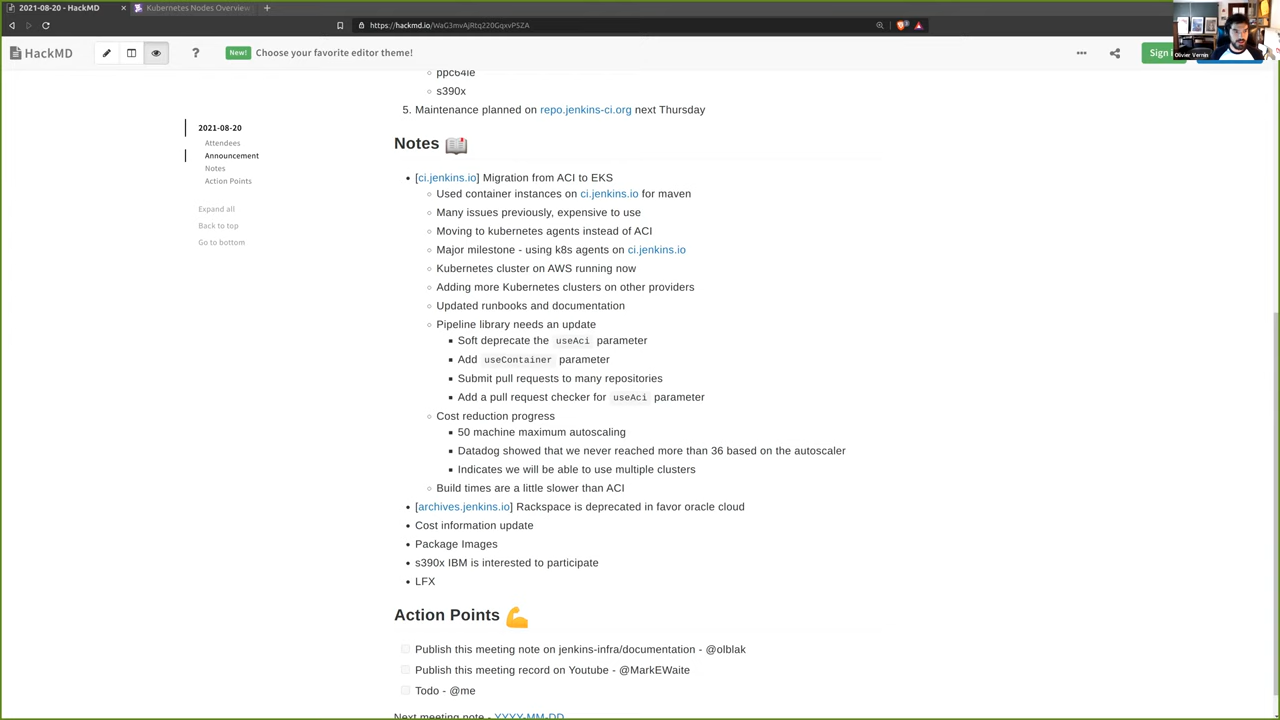 2021-08-20 - HackMD
Kubernetes Nodes Overview
https://hackmd.io/WaG3mvAjRtq220GqxvPSZA
HackMD
New!
Choose your favorite editor theme!
Sign i
Olivier Vernin
ppc64le
s390x
5. Maintenance planned on repo.jenkins-ci.org next Thursday
2021-08-20
Attendees
Announcement
Notes
Action Points
Expand all
Back to top
Go to bottom
Notes
[ci.jenkins.io] Migration from ACI to EKS
Used container instances on ci.jenkins.io for maven
Many issues previously, expensive to use
Moving to kubernetes agents instead of ACI
Major milestone - using k8s agents on ci.jenkins.io
Kubernetes cluster on AWS running now
Adding more Kubernetes clusters on other providers
Updated runbooks and documentation
Pipeline library needs an update
Soft deprecate the useAci parameter
Add useContainer parameter
Submit pull requests to many repositories
Add a pull request checker for useAci parameter
Cost reduction progress
50 machine maximum autoscaling
Datadog showed that we never reached more than 36 based on the autoscaler
Indicates we will be able to use multiple clusters
Build times are a little slower than ACI
[archives.jenkins.io] Rackspace is deprecated in favor oracle cloud
Cost information update
Package Images
s390x IBM is interested to participate
LFX
Action Points
Publish this meeting note on jenkins-infra/documentation - @olblak
Publish this meeting record on Youtube - @MarkEWaite
Todo - @me
Next meeting note - YYYY-MM-DD